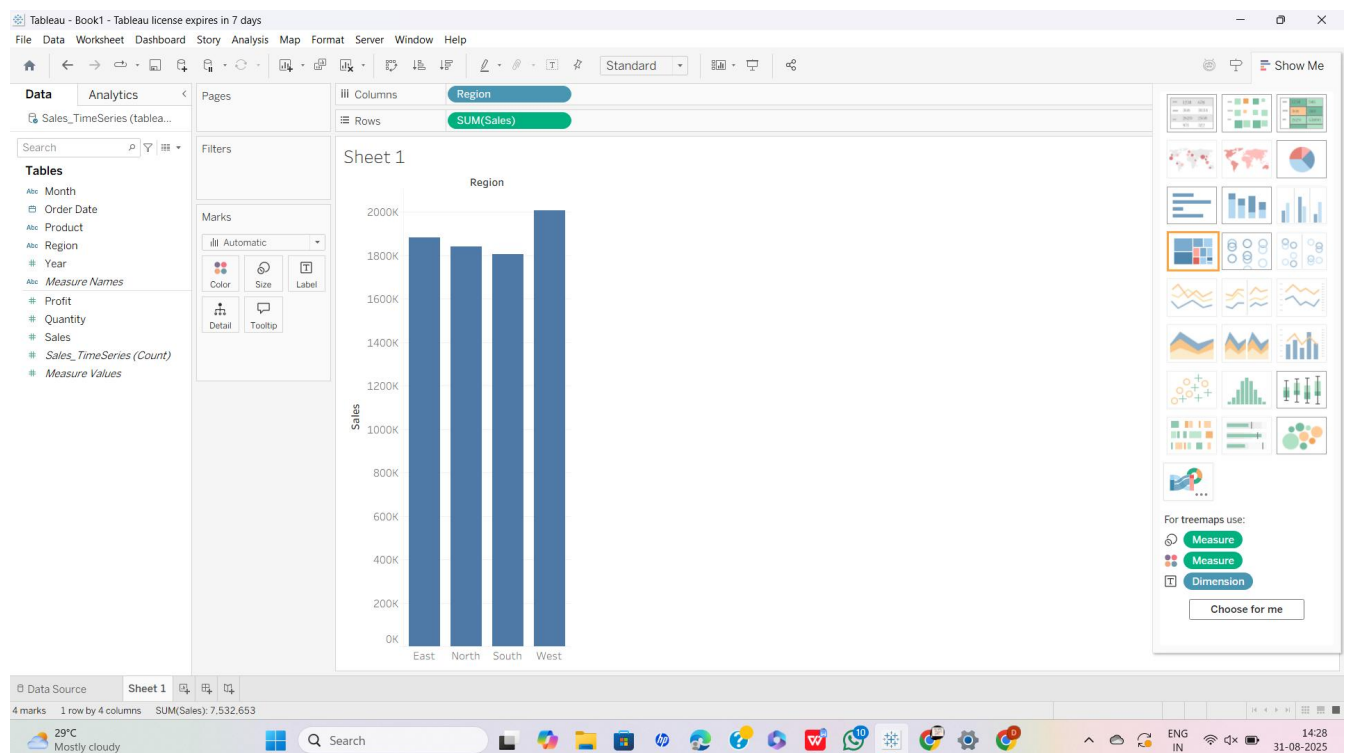 Tableau - Book1 - Tableau license expires in 7 days
File Data Worksheet Dashboard Story Analysis Map Format Server Window Help
Standard
Show Me
Data Analytics
Sales_TimeSeries (tablea...
Search
Tables
Abc Month
Order Date
Abc Product
Abc Region
# Year
Abc Measure Names
# Profit
# Quantity
# Sales
# Sales_TimeSeries (Count)
# Measure Values
Pages
Filters
Marks
Automatic
Color Size Label
Detail Tooltip
Columns Region
Rows SUM(Sales)
Sheet 1
Region
2000K
1800K
1600K
1400K
1200K
1000K
800K
600K
400K
200K
0K
Sales
East North South West
For treemaps use:
Measure
Measure
Dimension
Choose for me
Data Source Sheet 1
4 marks 1 row by 4 columns SUM(Sales): 7,532,653
29°C
Mostly cloudy
Search
10
ENG
IN
14:28
31-08-2025